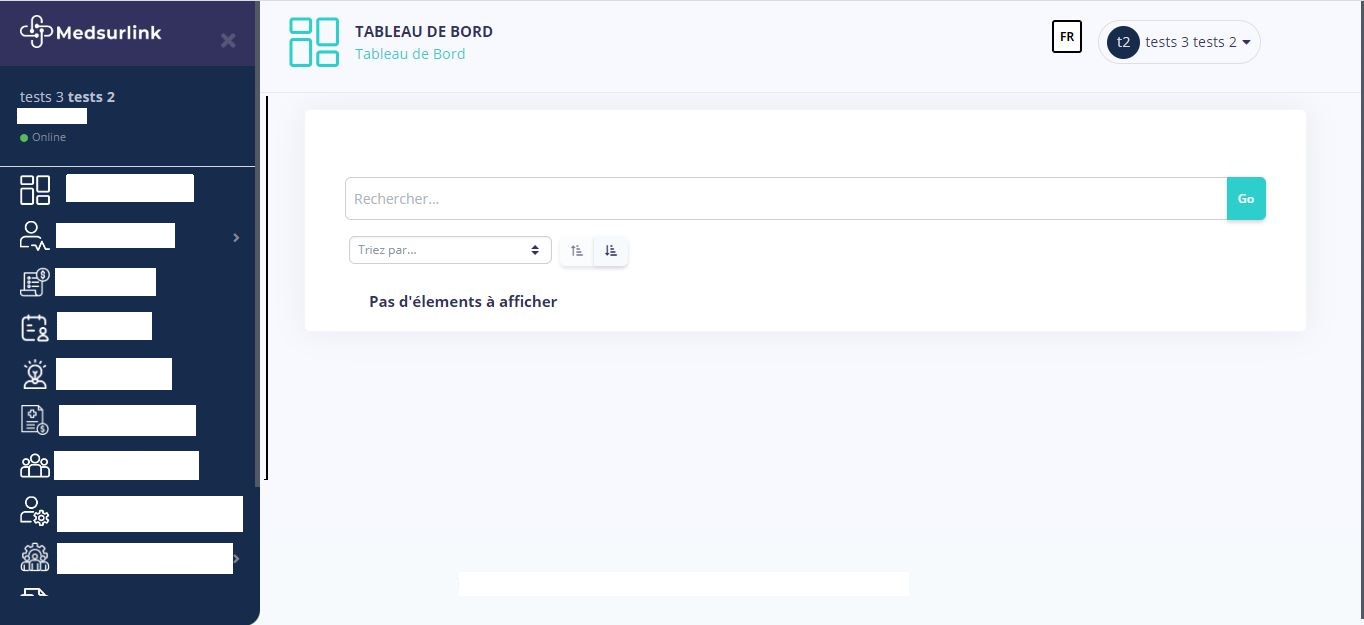 Medsurlink
tests 3 tests 2
Online
TABLEAU DE BORD
Tableau de Bord
FR
t2 tests 3 tests 2
Rechercher...
Go
Triez par...
Pas d'élements à afficher